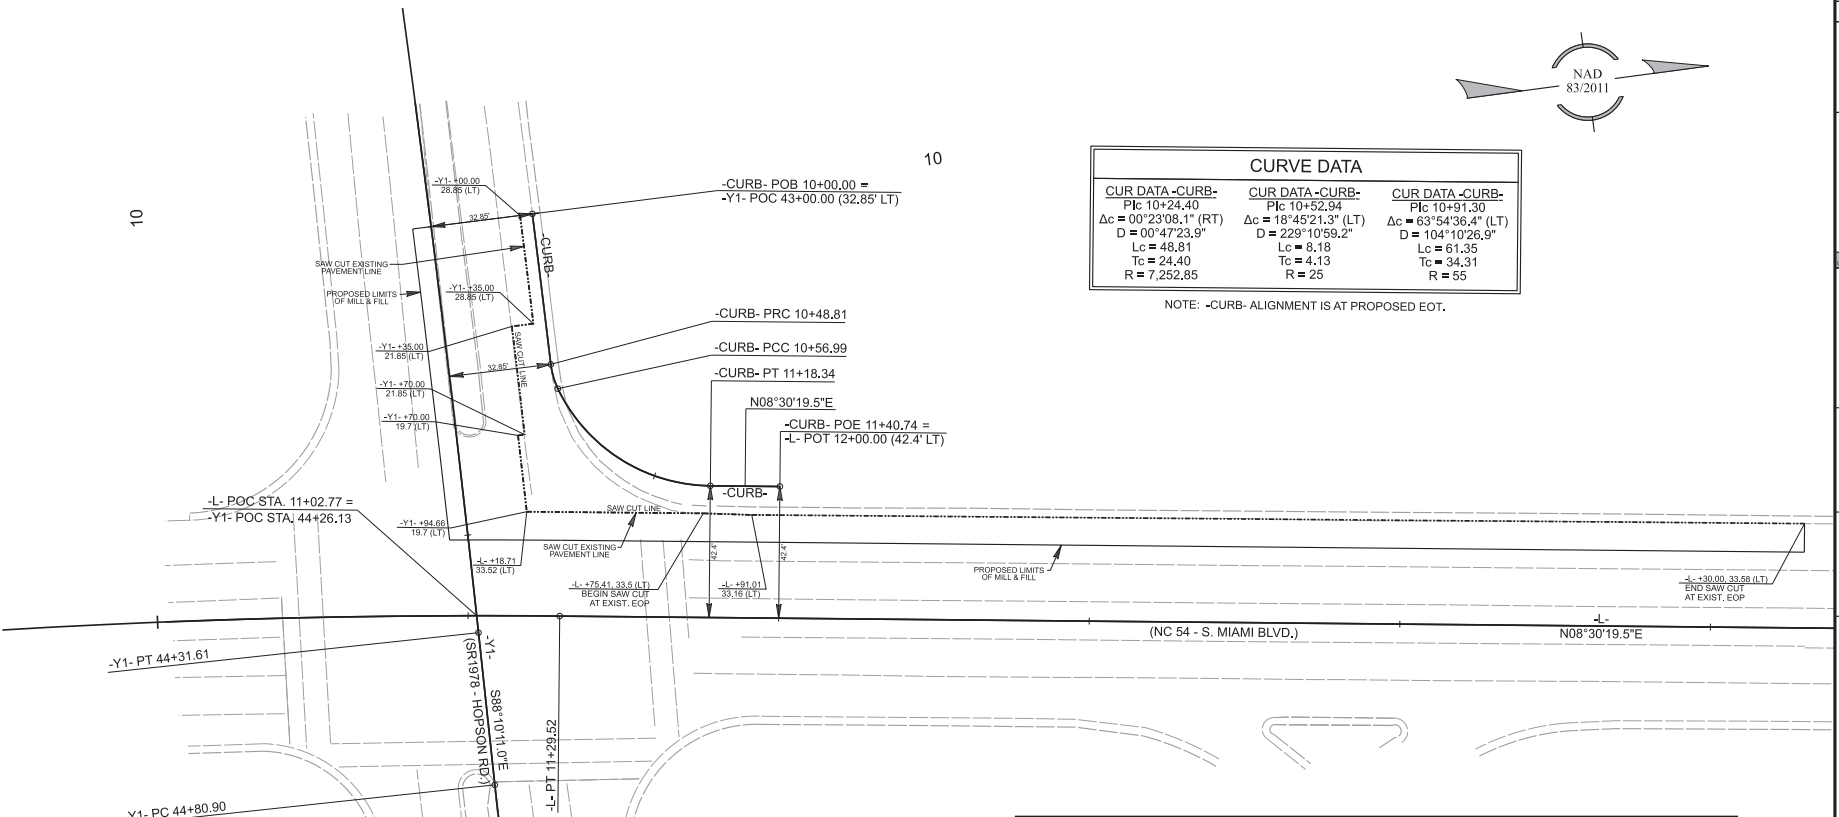 NAD
83/2011
10
10
CURVE DATA
CUR DATA -CURB-
PIc 10+24.40
Δc = 00°23'08.1" (RT)
D = 00°47'23.9"
Lc = 48.81
Tc = 24.40
R = 7,252.85
CUR DATA -CURB-
PIc 10+52.94
Δc = 18°45'21.3" (LT)
D = 229°10'59.2"
Lc = 8.18
Tc = 4.13
R = 25
CUR DATA -CURB-
PIc 10+91.30
Δc = 63°54'36.4" (LT)
D = 104°10'26.9"
Lc = 61.35
Tc = 34.31
R = 55
NOTE: -CURB- ALIGNMENT IS AT PROPOSED EOT.
-Y1- +00.00
28.85 (LT)
-CURB- POB 10+00.00 =
-Y1- POC 43+00.00 (32.85' LT)
32.85'
-CURB-
SAW CUT EXISTING
PAVEMENT LINE
PROPOSED LIMITS
OF MILL & FILL
-Y1- +35.00
28.85 (LT)
-CURB- PRC 10+48.81
-Y1- +35.00
21.85 (LT)
SAW CUT LINE
-CURB- PCC 10+56.99
32.85'
-CURB- PT 11+18.34
-Y1- +70.00
21.85 (LT)
N08°30'19.5"E
-Y1- +70.00
19.7 (LT)
-CURB- POE 11+40.74 =
-L- POT 12+00.00 (42.4' LT)
-CURB-
-L- POC STA. 11+02.77 =
-Y1- POC STA. 44+26.13
SAW CUT LINE
-Y1- +94.66
19.7 (LT)
SAW CUT EXISTING
PAVEMENT LINE
42.4'
42.4'
-L- +18.71
33.52 (LT)
PROPOSED LIMITS
OF MILL & FILL
-L- +75.41, 33.5 (LT)
BEGIN SAW CUT
AT EXIST. EOP
-L- +91.01
33.16 (LT)
-L- +30.00, 33.58 (LT)
END SAW CUT
AT EXIST. EOP
-L-
(NC 54 - S. MIAMI BLVD.)
N08°30'19.5"E
-Y1- PT 44+31.61
-Y1-
(SR1978 - HOPSON RD.)
S88°10'11.0"E
-L- PT 11+29.52
Y1- PC 44+80.90